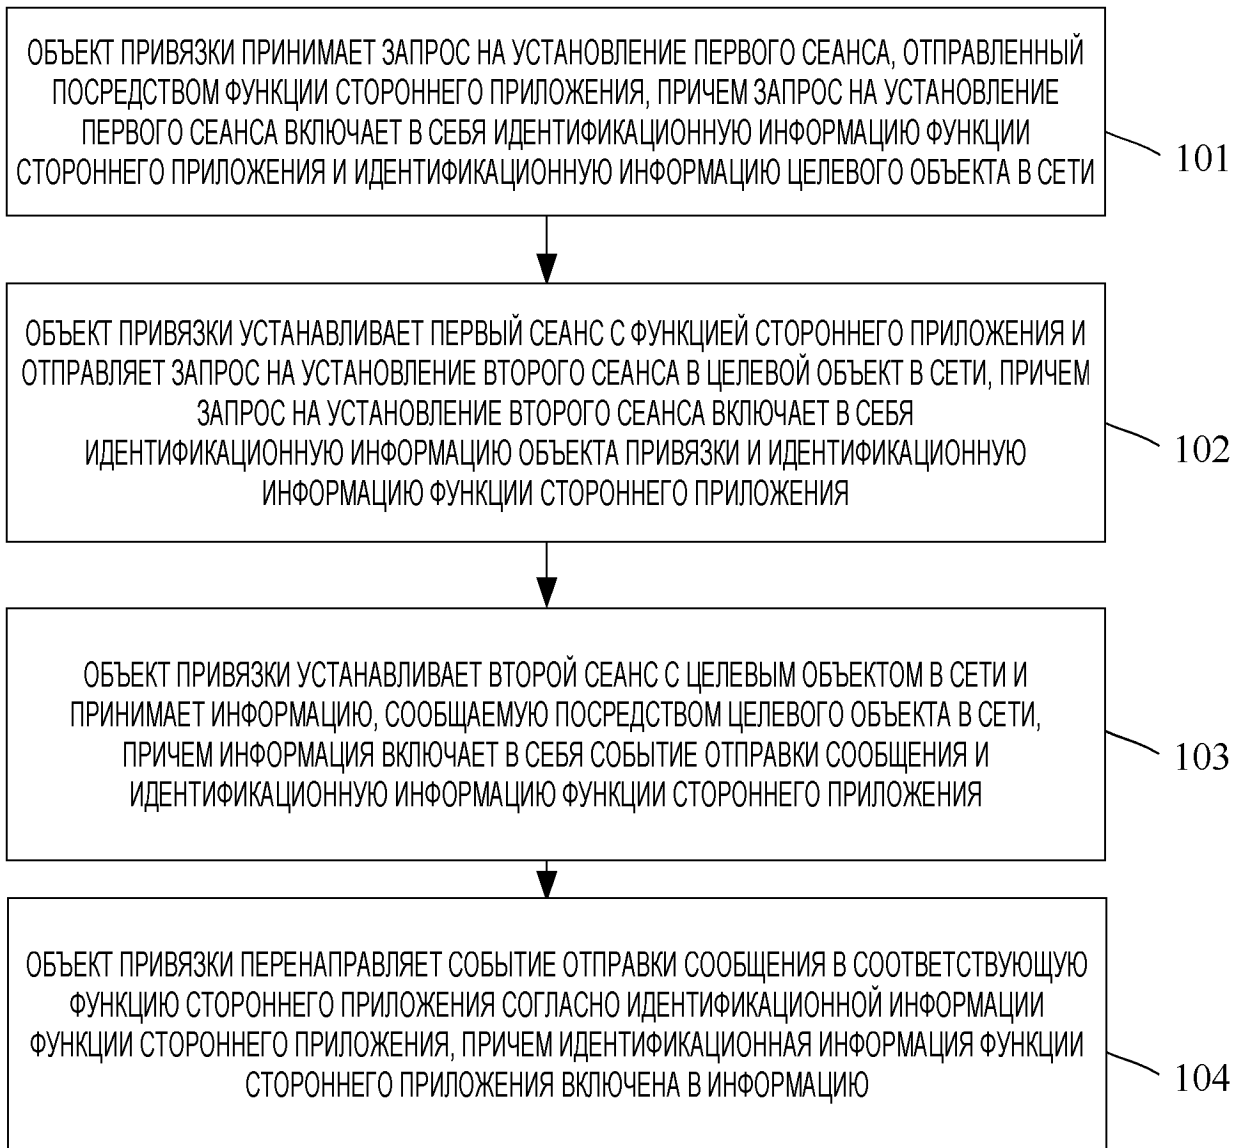 ОБЪЕКТ ПРИВЯЗКИ ПРИНИМАЕТ ЗАПРОС НА УСТАНОВЛЕНИЕ ПЕРВОГО СЕАНСА, ОТПРАВЛЕННЫЙ
ПОСРЕДСТВОМ ФУНКЦИИ СТОРОННЕГО ПРИЛОЖЕНИЯ, ПРИЧЕМ ЗАПРОС НА УСТАНОВЛЕНИЕ
ПЕРВОГО СЕАНСА ВКЛЮЧАЕТ В СЕБЯ ИДЕНТИФИКАЦИОННУЮ ИНФОРМАЦИЮ ФУНКЦИИ
СТОРОННЕГО ПРИЛОЖЕНИЯ И ИДЕНТИФИКАЦИОННУЮ ИНФОРМАЦИЮ ЦЕЛЕВОГО ОБЪЕКТА В СЕТИ
101
ОБЪЕКТ ПРИВЯЗКИ УСТАНАВЛИВАЕТ ПЕРВЫЙ СЕАНС С ФУНКЦИЕЙ СТОРОННЕГО ПРИЛОЖЕНИЯ И
ОТПРАВЛЯЕТ ЗАПРОС НА УСТАНОВЛЕНИЕ ВТОРОГО СЕАНСА В ЦЕЛЕВОЙ ОБЪЕКТ В СЕТИ, ПРИЧЕМ
ЗАПРОС НА УСТАНОВЛЕНИЕ ВТОРОГО СЕАНСА ВКЛЮЧАЕТ В СЕБЯ
ИДЕНТИФИКАЦИОННУЮ ИНФОРМАЦИЮ ОБЪЕКТА ПРИВЯЗКИ И ИДЕНТИФИКАЦИОННУЮ
ИНФОРМАЦИЮ ФУНКЦИИ СТОРОННЕГО ПРИЛОЖЕНИЯ
102
ОБЪЕКТ ПРИВЯЗКИ УСТАНАВЛИВАЕТ ВТОРОЙ СЕАНС С ЦЕЛЕВЫМ ОБЪЕКТОМ В СЕТИ И
ПРИНИМАЕТ ИНФОРМАЦИЮ, СООБЩАЕМУЮ ПОСРЕДСТВОМ ЦЕЛЕВОГО ОБЪЕКТА В СЕТИ,
ПРИЧЕМ ИНФОРМАЦИЯ ВКЛЮЧАЕТ В СЕБЯ СОБЫТИЕ ОТПРАВКИ СООБЩЕНИЯ И
ИДЕНТИФИКАЦИОННУЮ ИНФОРМАЦИЮ ФУНКЦИИ СТОРОННЕГО ПРИЛОЖЕНИЯ
103
ОБЪЕКТ ПРИВЯЗКИ ПЕРЕНАПРАВЛЯЕТ СОБЫТИЕ ОТПРАВКИ СООБЩЕНИЯ В СООТВЕТСТВУЮЩУЮ
ФУНКЦИЮ СТОРОННЕГО ПРИЛОЖЕНИЯ СОГЛАСНО ИДЕНТИФИКАЦИОННОЙ ИНФОРМАЦИИ
ФУНКЦИИ СТОРОННЕГО ПРИЛОЖЕНИЯ, ПРИЧЕМ ИДЕНТИФИКАЦИОННАЯ ИНФОРМАЦИЯ ФУНКЦИИ
СТОРОННЕГО ПРИЛОЖЕНИЯ ВКЛЮЧЕНА В ИНФОРМАЦИЮ
104